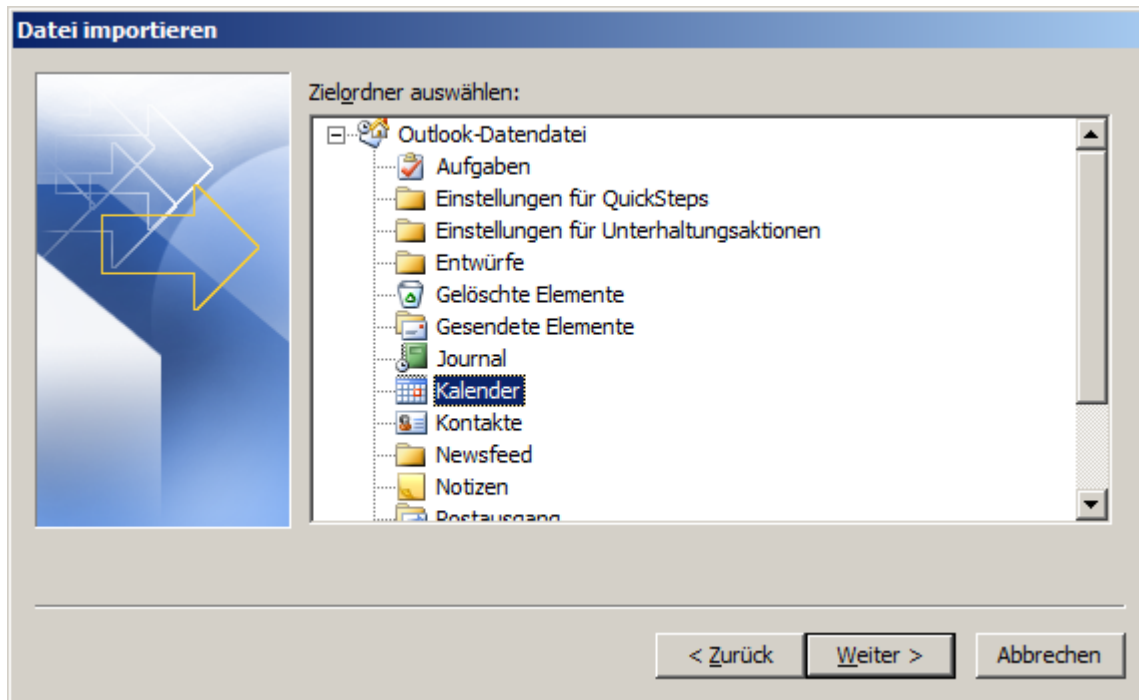 Datei importieren
Zielordner auswählen:
Outlook-Datendatei
Aufgaben
Einstellungen für QuickSteps
Einstellungen für Unterhaltungsaktionen
Entwürfe
Gelöschte Elemente
Gesendete Elemente
Journal
Kalender
Kontakte
Newsfeed
Notizen
Postausgang
< Zurück Weiter > Abbrechen